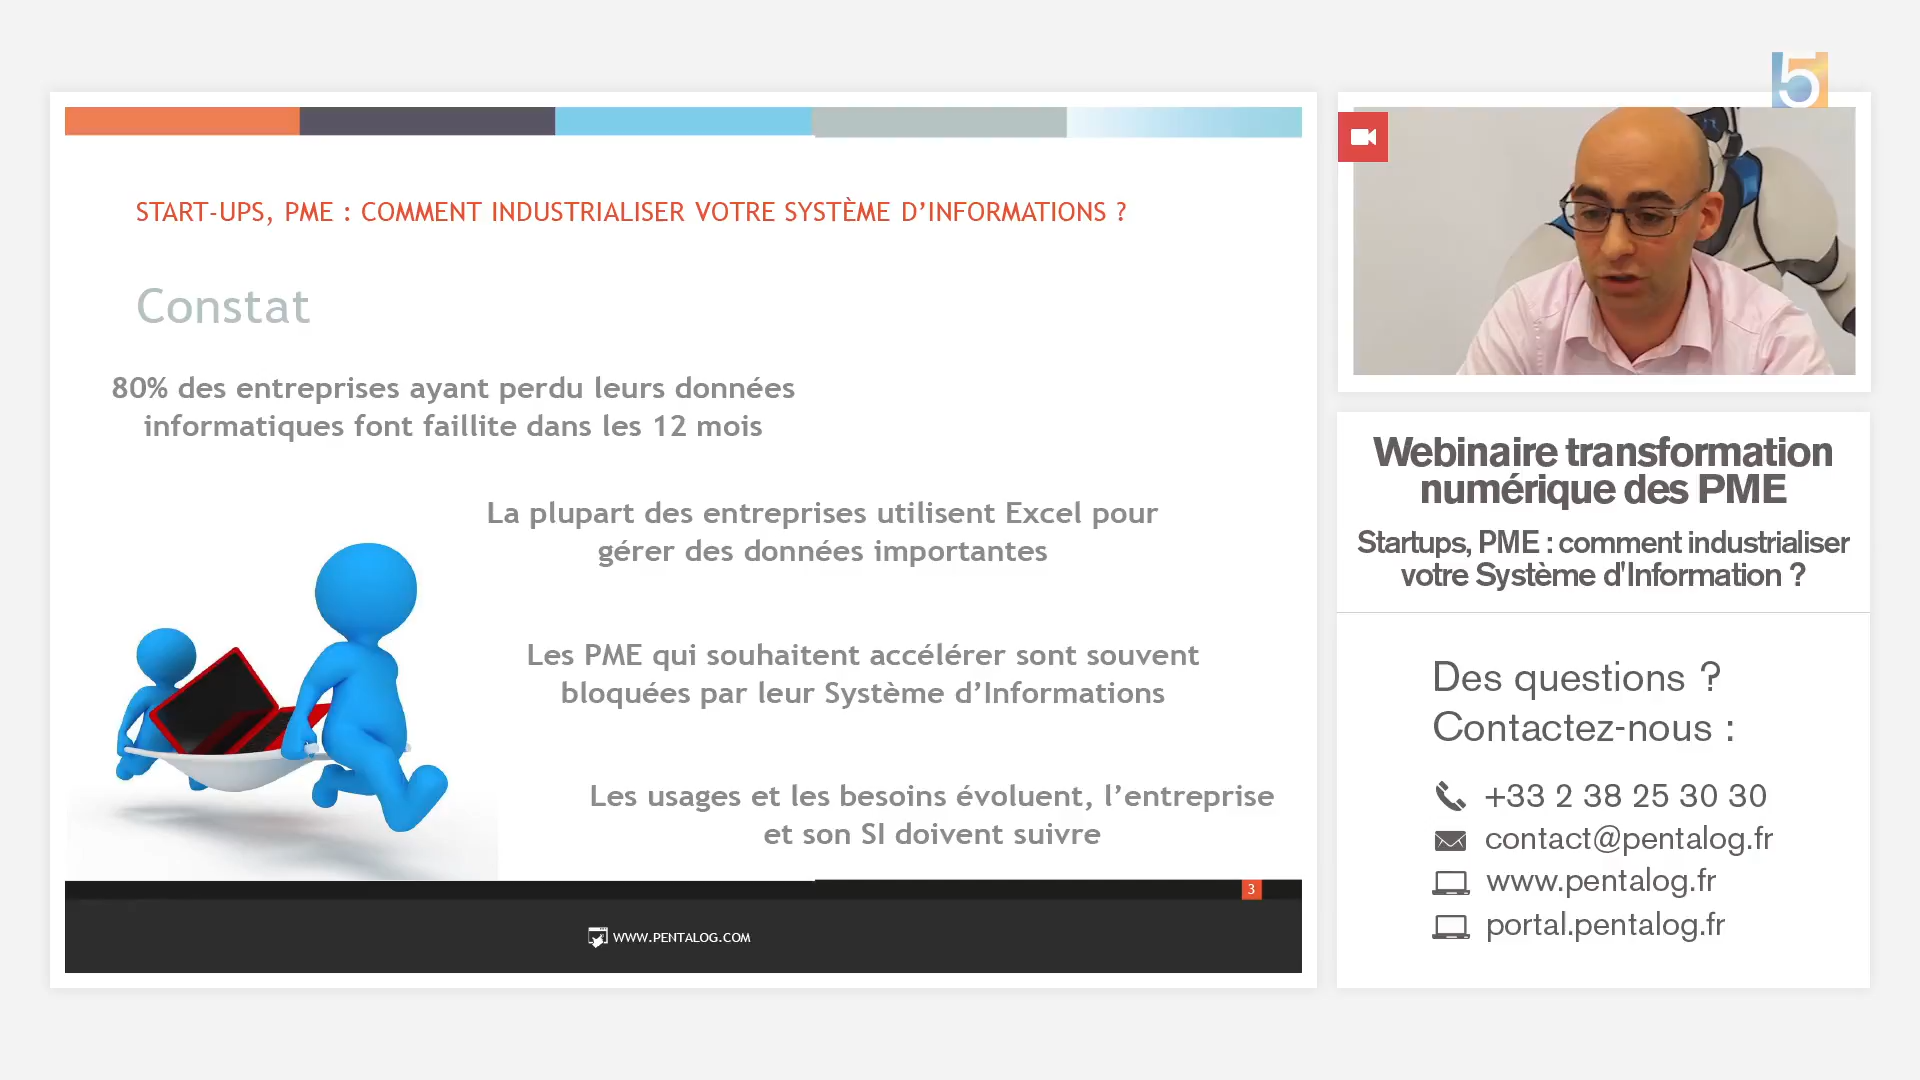 START-UPS, PME : COMMENT INDUSTRIALISER VOTRE SYSTÈME D’INFORMATIONS ?
Constat
80% des entreprises ayant perdu leurs données
informatiques font faillite dans les 12 mois
La plupart des entreprises utilisent Excel pour
gérer des données importantes
Les PME qui souhaitent accélérer sont souvent
bloquées par leur Système d’Informations
Les usages et les besoins évoluent, l’entreprise
et son SI doivent suivre
3
WWW.PENTALOG.COM
5
Webinaire transformation
numérique des PME
Startups, PME : comment industrialiser
votre Système d'Information ?
Des questions ?
Contactez-nous :
+33 2 38 25 30 30
contact@pentalog.fr
www.pentalog.fr
portal.pentalog.fr